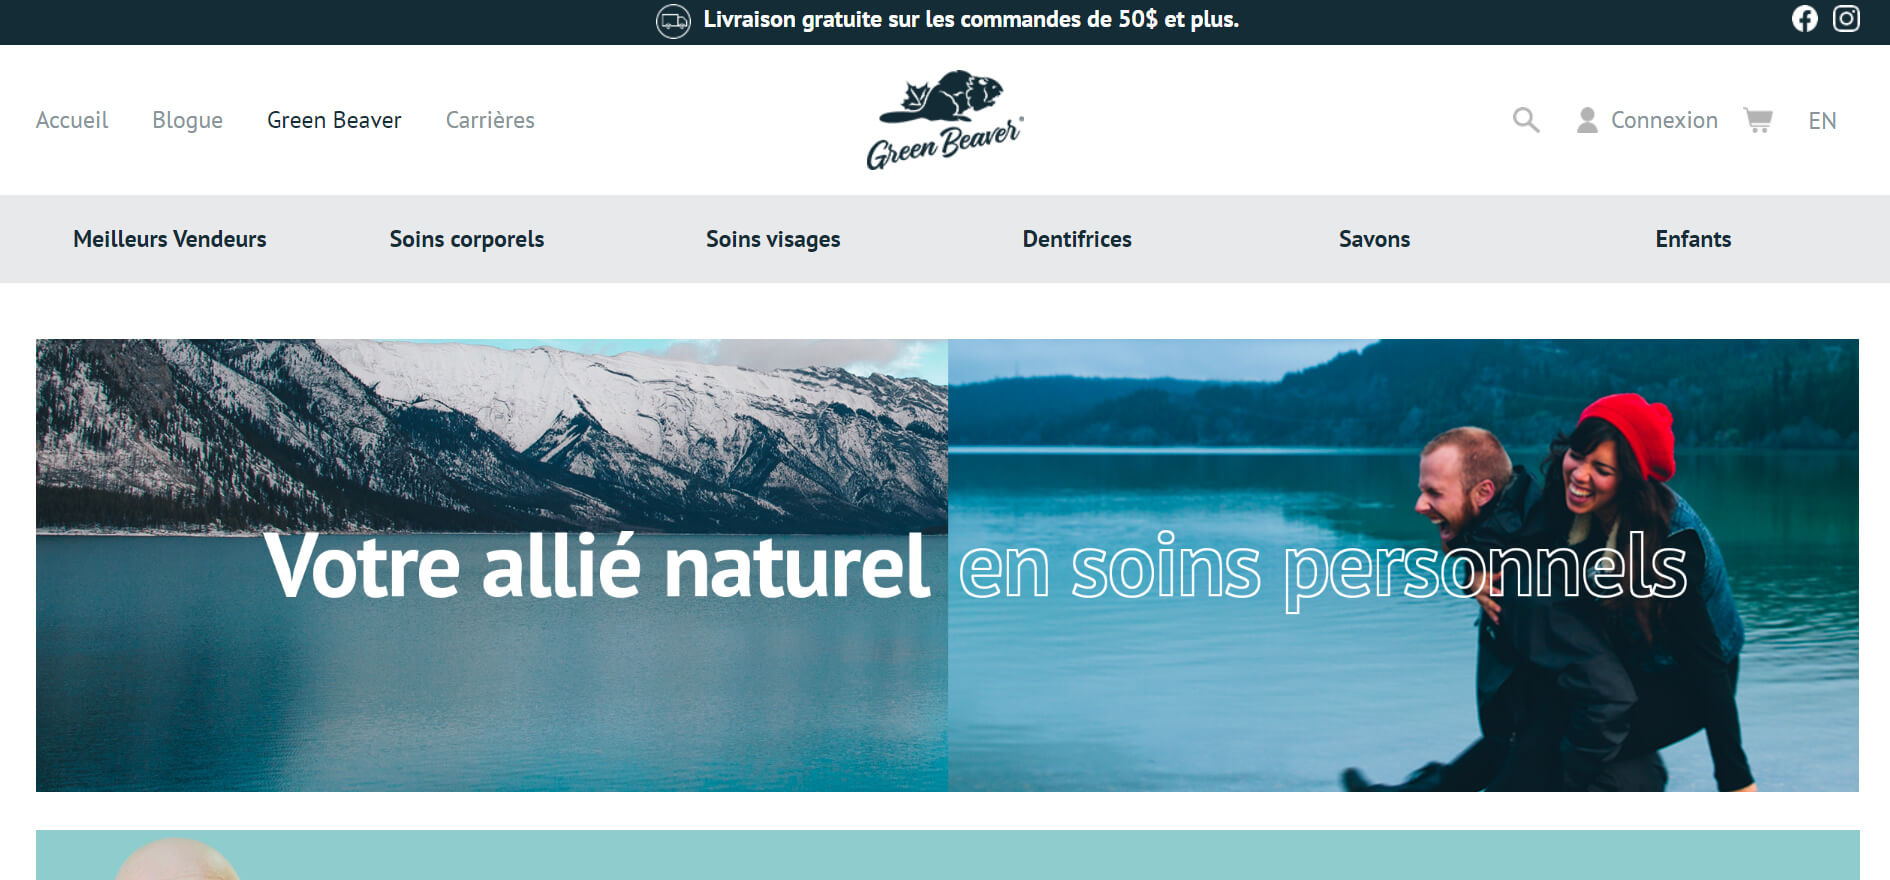 Livraison gratuite sur les commandes de 50$ et plus.
Accueil Blogue Green Beaver Carrières
Green Beaver®
Connexion EN
Meilleurs Vendeurs Soins corporels Soins visages Dentifrices Savons Enfants
Votre allié naturel en soins personnels